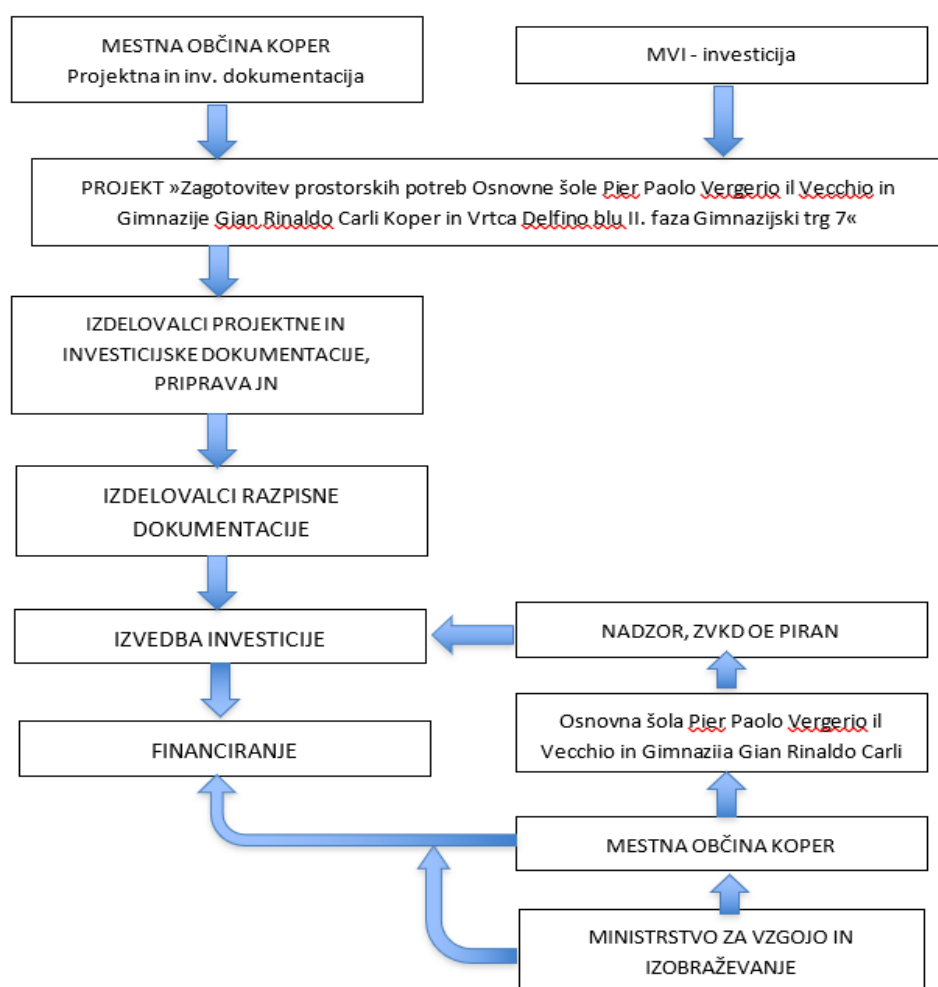 MESTNA OBČINA KOPER
Projektna in inv. dokumentacija
MVI - investicija
PROJEKT »Zagotovitev prostorskih potreb Osnovne šole Pier Paolo Vergerio il Vecchio in
Gimnazije Gian Rinaldo Carli Koper in Vrtca Delfino blu II. faza Gimnazijski trg 7«
IZDELOVALCI PROJEKTNE IN
INVESTICIJSKE DOKUMENTACIJE,
PRIPRAVA JN
IZDELOVALCI RAZPISNE
DOKUMENTACIJE
IZVEDBA INVESTICIJE
NADZOR, ZVKD OE PIRAN
FINANCIRANJE
Osnovna šola Pier Paolo Vergerio il
Vecchio in Gimnazija Gian Rinaldo Carli
MESTNA OBČINA KOPER
MINISTRSTVO ZA VZGOJO IN
IZOBRAŽEVANJE